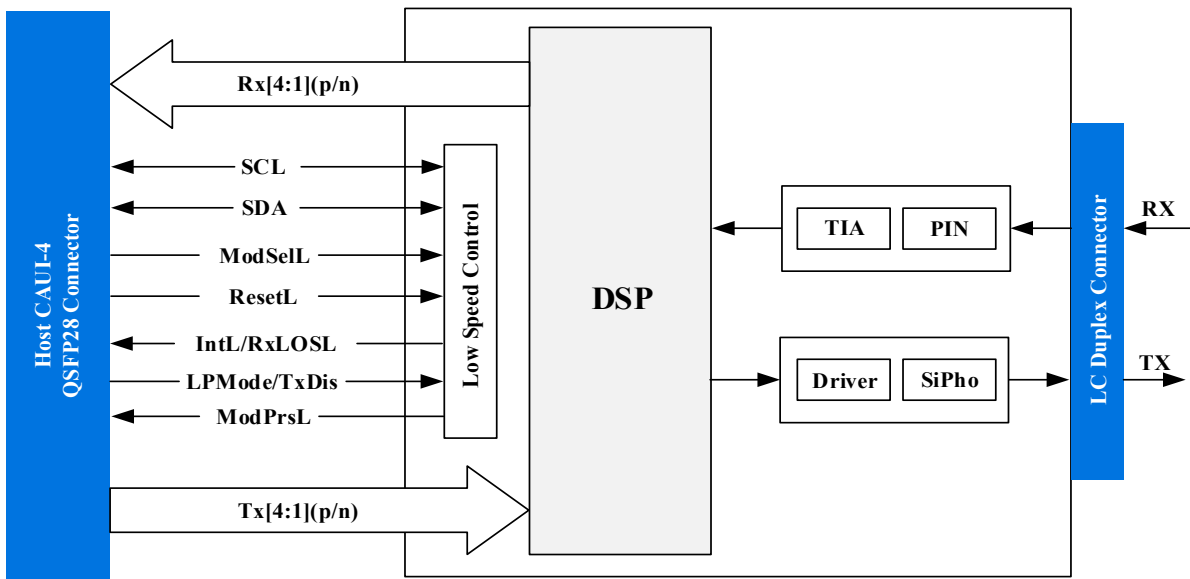 Host CAUI-4
QSFP28 Connector
Rx[4:1](p/n)
SCL
SDA
ModSelL
ResetL
IntL/RxLOSL
LPMode/TxDis
ModPrsL
Tx[4:1](p/n)
Low Speed Control
DSP
TIA
PIN
Driver
SiPho
LC Duplex Connector
RX
TX